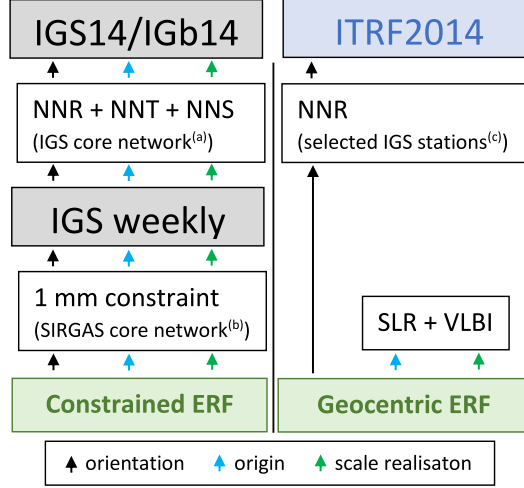 IGS14/IGb14
NNR + NNT + NNS
(IGS core network(a))
IGS weekly
1 mm constraint
(SIRGAS core network(b))
Constrained ERF
ITRF2014
NNR
(selected IGS stations(c))
SLR + VLBI
Geocentric ERF
orientation
origin
scale realisaton